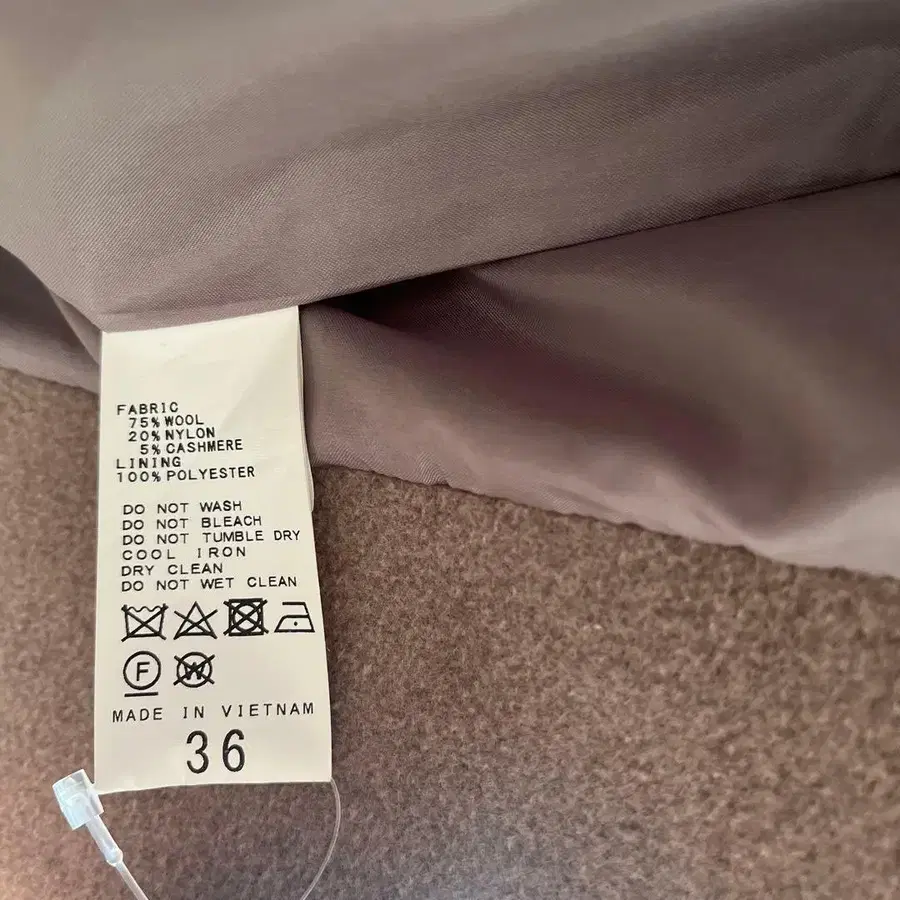 FABRIC
75% WOOL
20% NYLON
5% CASHMERE
LINING
100% POLYESTER
DO NOT WASH
DO NOT BLEACH
DO NOT TUMBLE DRY
COOL IRON
DRY CLEAN
DO NOT WET CLEAN
F W
MADE IN VIETNAM
36